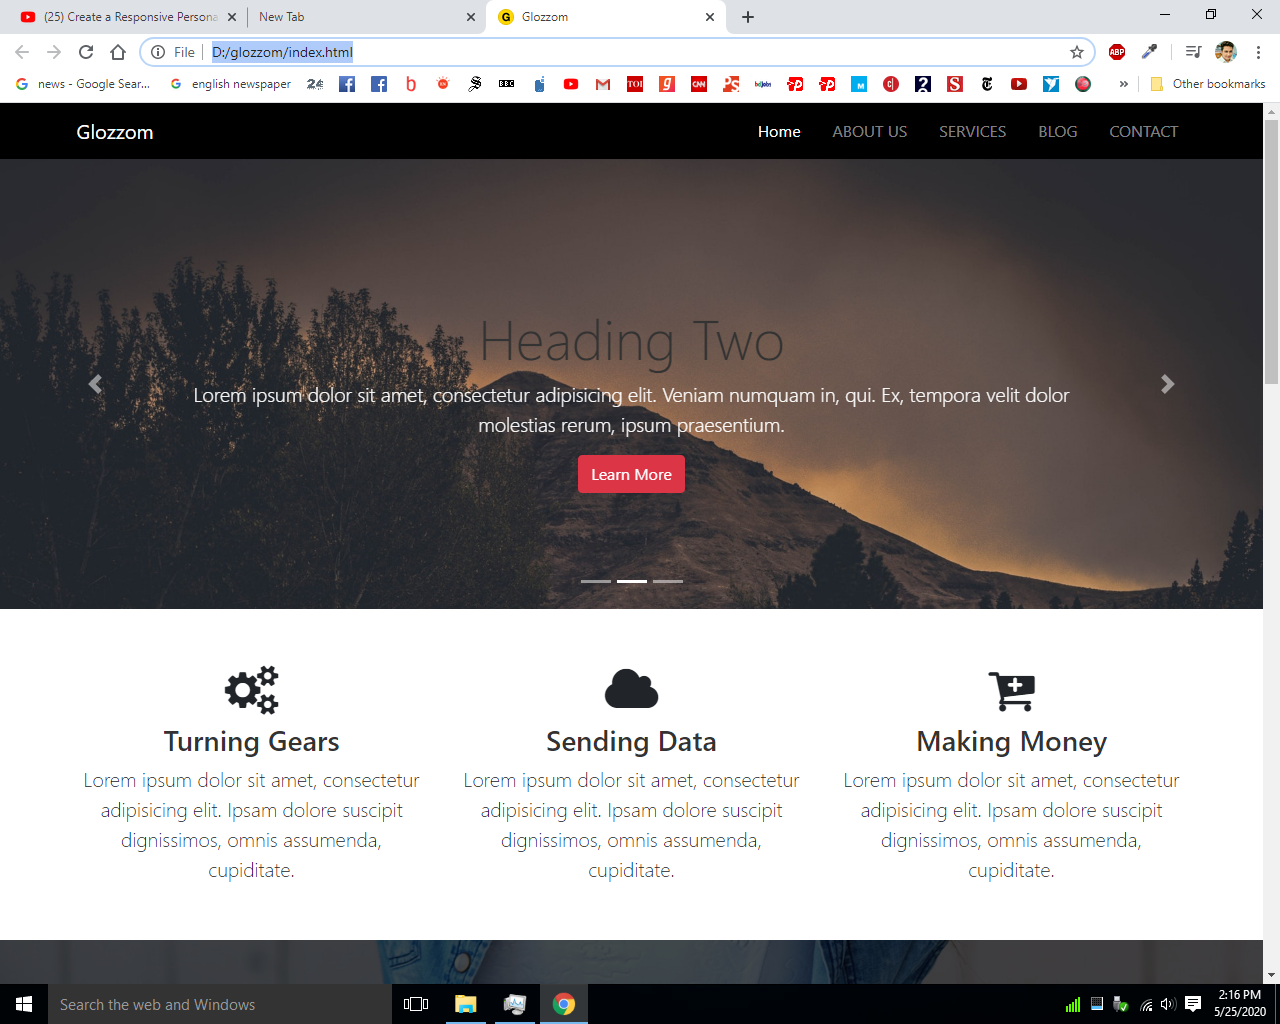 (25) Create a Responsive Persona
New Tab
G
Glozzom
File
D:/glozzom/index.html
ABP
news - Google Sear...
english newspaper
BBC
TOI
CNN
Other bookmarks
Glozzom
Home
ABOUT US
SERVICES
BLOG
CONTACT
Heading Two
Lorem ipsum dolor sit amet, consectetur adipisicing elit. Veniam numquam in, qui. Ex, tempora velit dolor
molestias rerum, ipsum praesentium.
Learn More
Turning Gears
Lorem ipsum dolor sit amet, consectetur
adipisicing elit. Ipsam dolore suscipit
dignissimos, omnis assumenda,
cupiditate.
Sending Data
Lorem ipsum dolor sit amet, consectetur
adipisicing elit. Ipsam dolore suscipit
dignissimos, omnis assumenda,
cupiditate.
Making Money
Lorem ipsum dolor sit amet, consectetur
adipisicing elit. Ipsam dolore suscipit
dignissimos, omnis assumenda,
cupiditate.
Search the web and Windows
2:16 PM
5/25/2020